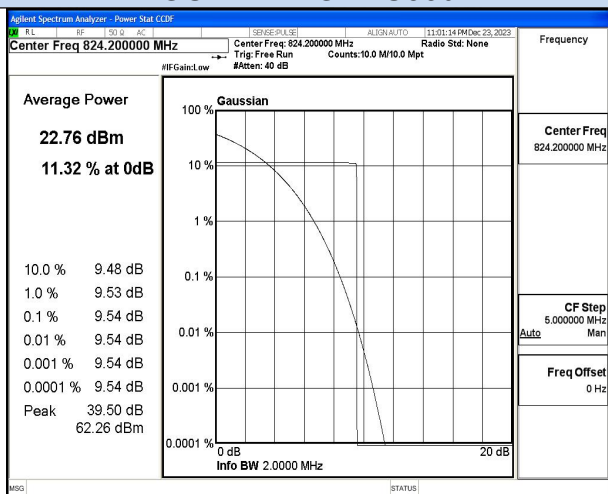 Agilent Spectrum Analyzer - Power Stat CCDF
RL RF 50 Ω AC SENSE:PULSE ALIGN AUTO 11:01:14 PM Dec 23, 2023
Center Freq 824.200000 MHz
Center Freq: 824.200000 MHz Radio Std: None
Trig: Free Run Counts:10.0 M/10.0 Mpt
#IFGain:Low #Atten: 40 dB
Frequency
Average Power
22.76 dBm
11.32 % at 0dB
10.0 % 9.48 dB
1.0 % 9.53 dB
0.1 % 9.54 dB
0.01 % 9.54 dB
0.001 % 9.54 dB
0.0001 % 9.54 dB
Peak 39.50 dB
62.26 dBm
Gaussian
100 %
10 %
1 %
0.1 %
0.01 %
0.001 %
0.0001 %
0 dB 20 dB
Info BW 2.0000 MHz
Center Freq
824.200000 MHz
CF Step
5.000000 MHz
Auto Man
Freq Offset
0 Hz
MSG STATUS